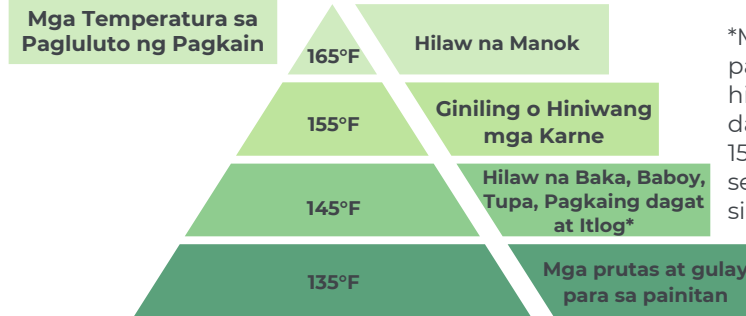 Mga Temperatura sa
Pagluluto ng Pagkain
165°F
Hilaw na Manok
155°F
Giniling o Hiniwang
mga Karne
145°F
Hilaw na Baka, Baboy,
Tupa, Pagkaing dagat
at Itlog*
135°F
Mga prutas at gulay
para sa painitan